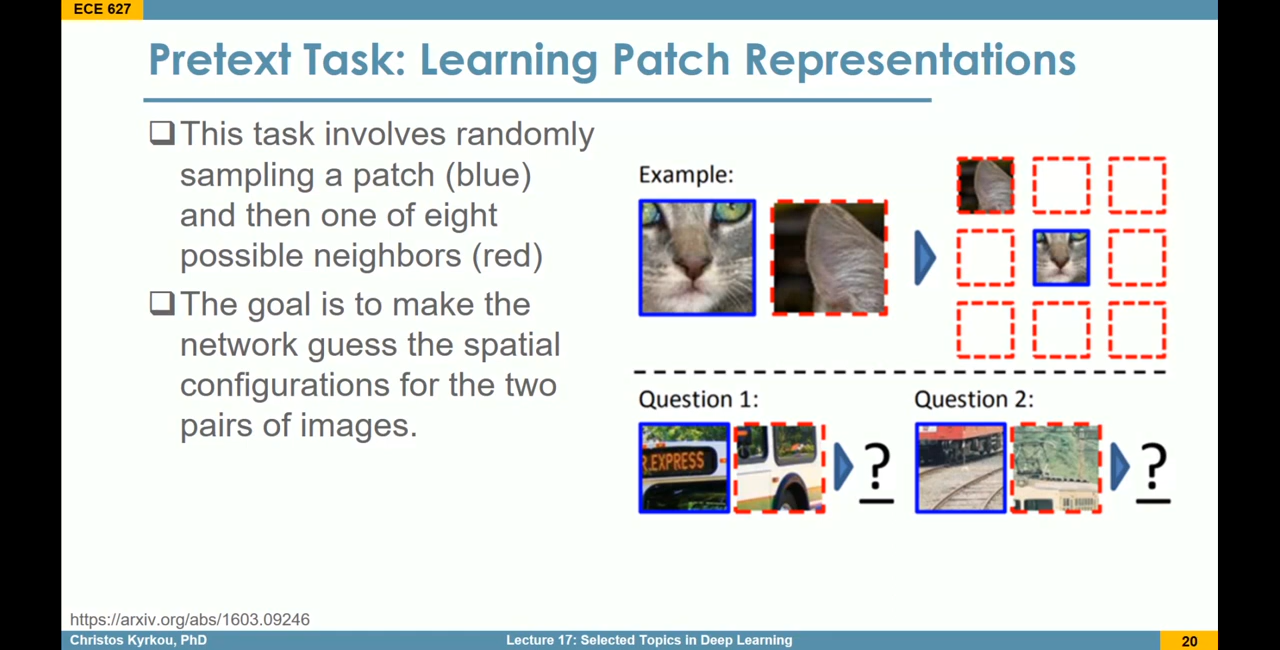 ECE 627
Pretext Task: Learning Patch Representations
❑This task involves randomly
sampling a patch (blue)
and then one of eight
possible neighbors (red)
❑The goal is to make the
network guess the spatial
configurations for the two
pairs of images.
Example:
Question 1:
R.EXPRESS
?
Question 2:
?
https://arxiv.org/abs/1603.09246
Christos Kyrkou, PhD
Lecture 17: Selected Topics in Deep Learning
20